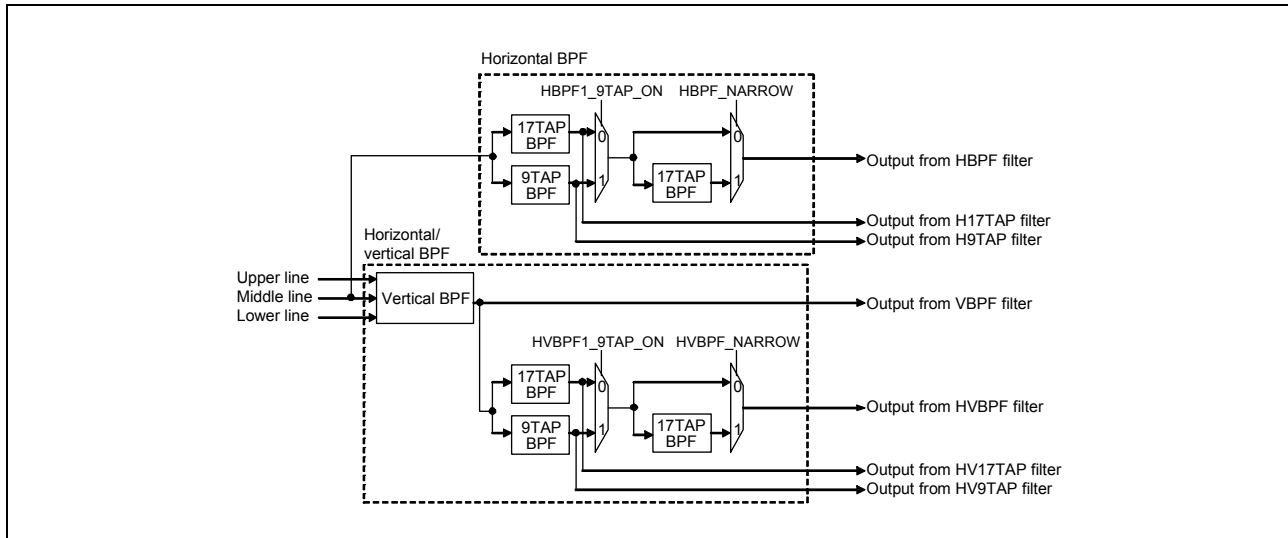 Horizontal BPF
HBPF1_9TAP_ON
HBPF_NARROW
17TAP
BPF
0
0
Output from HBPF filter
9TAP
BPF
1
17TAP
BPF
1
Output from H17TAP filter
Output from H9TAP filter
Horizontal/
vertical BPF
Upper line
Middle line
Lower line
Vertical BPF
Output from VBPF filter
HVBPF1_9TAP_ON
HVBPF_NARROW
17TAP
BPF
0
0
Output from HVBPF filter
9TAP
BPF
1
17TAP
BPF
1
Output from HV17TAP filter
Output from HV9TAP filter